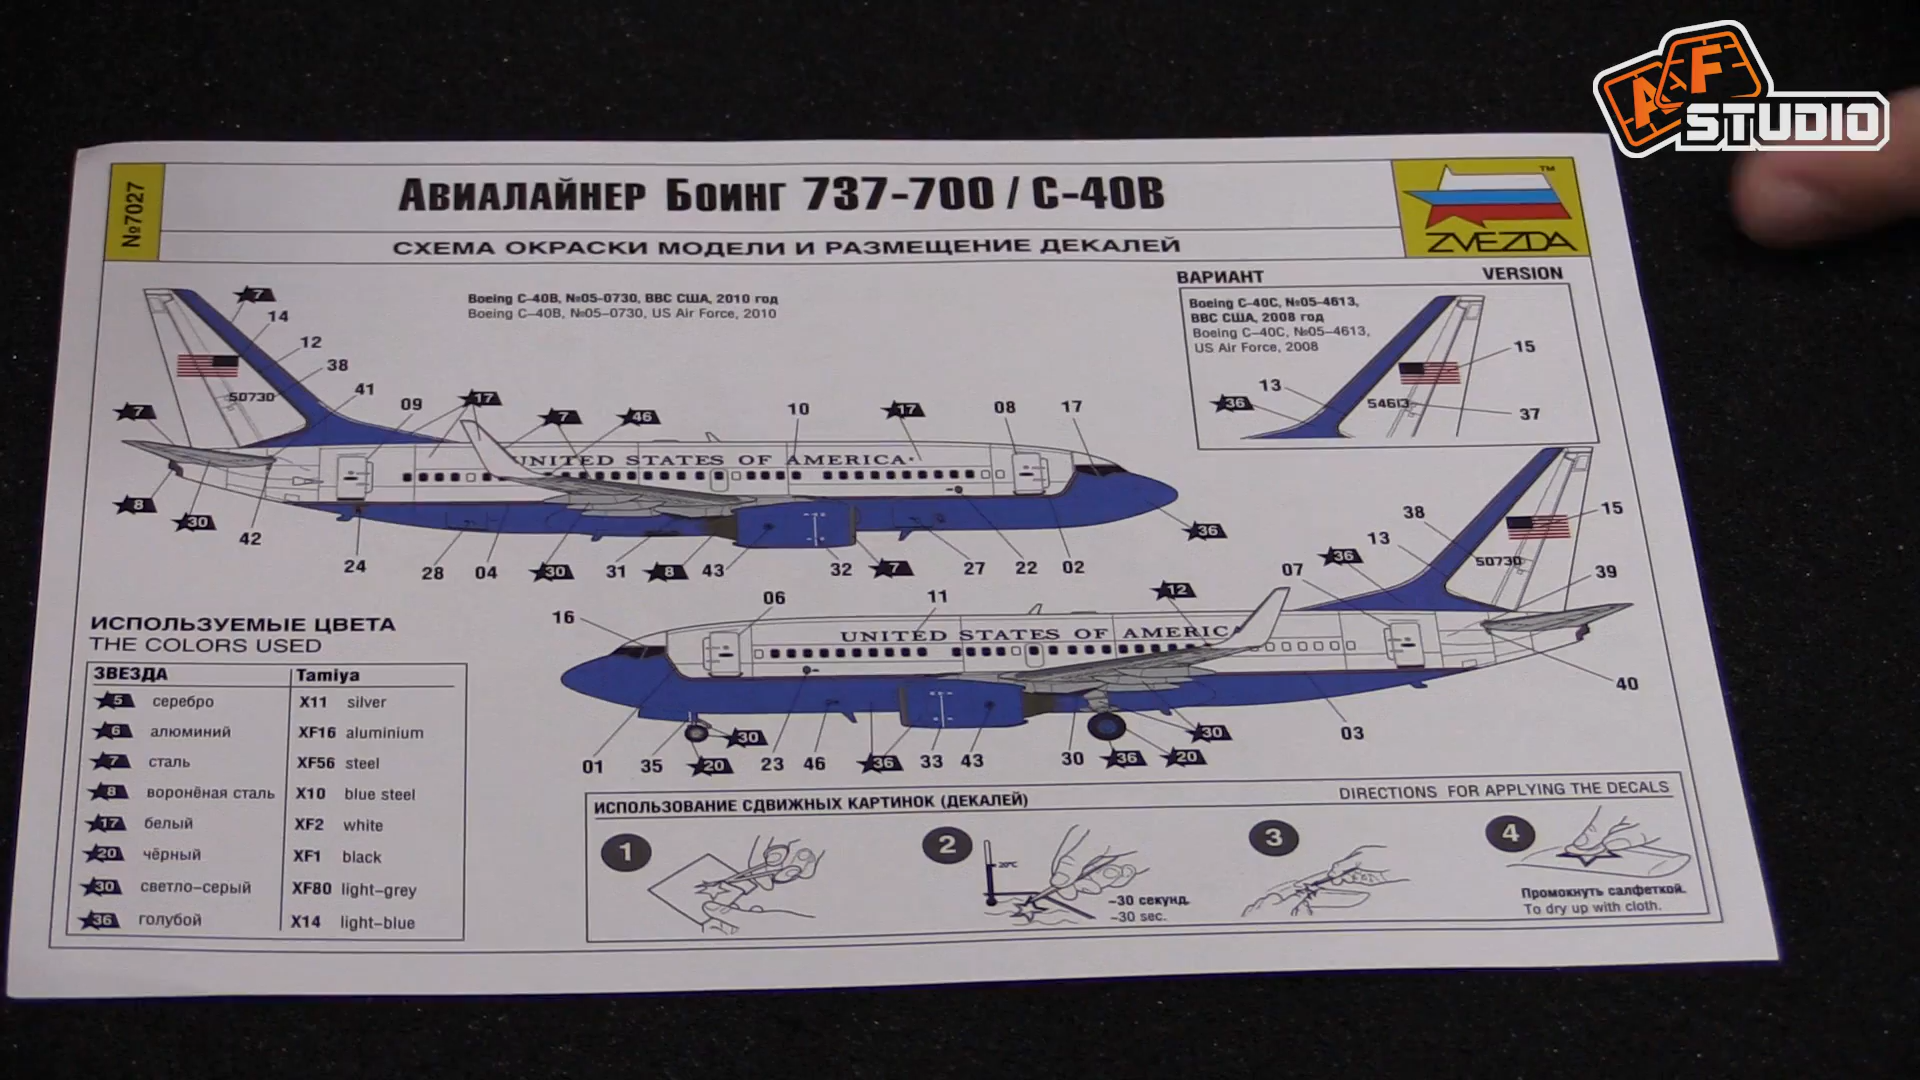 AF
STUDIO
№7027
Авиалайнер Боинг 737-700 / C-40B
СХЕМА ОКРАСКИ МОДЕЛИ И РАЗМЕЩЕНИЕ ДЕКАЛЕЙ
™
ZVEZDA
ВАРИАНТ VERSION
Boeing C-40C, №05-4613,
ВВС США, 2008 год
Boeing C-40C, №05-4613,
US Air Force, 2008
15
13
36
54613
37
Boeing C-40B, №05-0730, ВВС США, 2010 год
Boeing C-40B, №05-0730, US Air Force, 2010
7
14
12
38
50730
41
7
09
17
7
46
10
17
08
17
UNITED STATES OF AMERICA
8
30
42
24
28
04
30
31
8
43
32
7
27
22
02
36
38
15
13
36
50730
07
39
12
11
06
16
UNITED STATES OF AMERICA
40
01
35
20
30
23
46
36
33
43
30
36
20
30
03
ИСПОЛЬЗУЕМЫЕ ЦВЕТА
THE COLORS USED
ЗВЕЗДА Tamiya
5 серебро X11 silver
6 алюминий XF16 aluminium
7 сталь XF56 steel
8 воронёная сталь X10 blue steel
17 белый XF2 white
20 чёрный XF1 black
30 светло-серый XF80 light-grey
36 голубой X14 light-blue
ИСПОЛЬЗОВАНИЕ СДВИЖНЫХ КАРТИНОК (ДЕКАЛЕЙ) DIRECTIONS FOR APPLYING THE DECALS
1
2
20°C
~30 секунд.
~30 sec.
3
4
Промокнуть салфеткой.
To dry up with cloth.